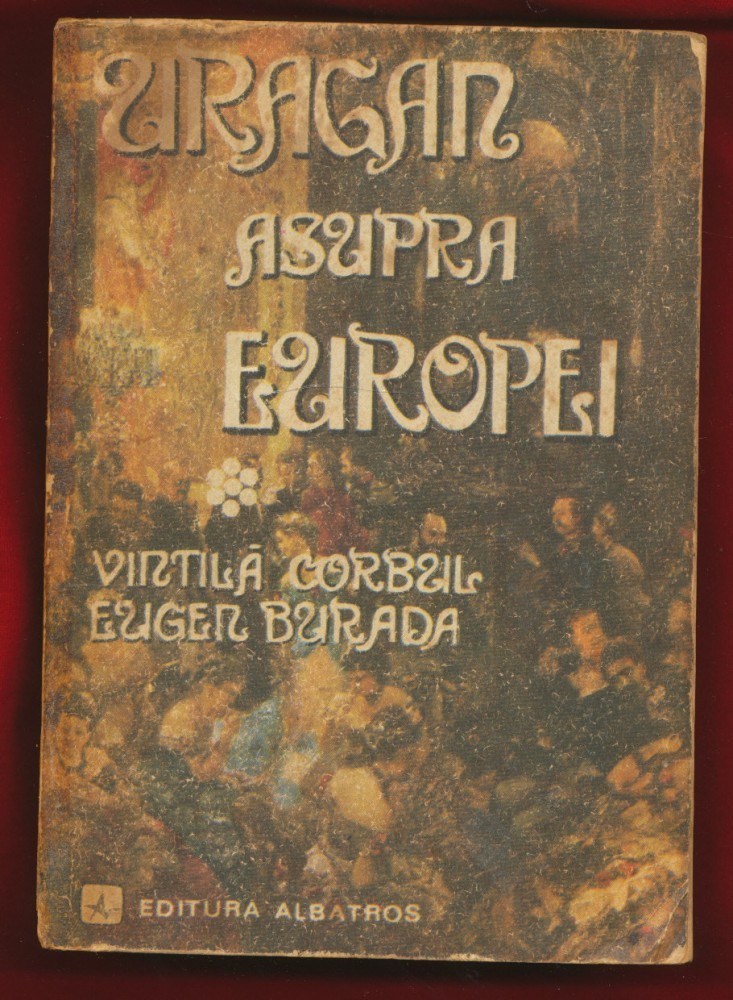 URAGAN
ASUPRA
EUROPEI
VINTILĂ CORBUL
EUGEN BURADA
EDITURA ALBATROS